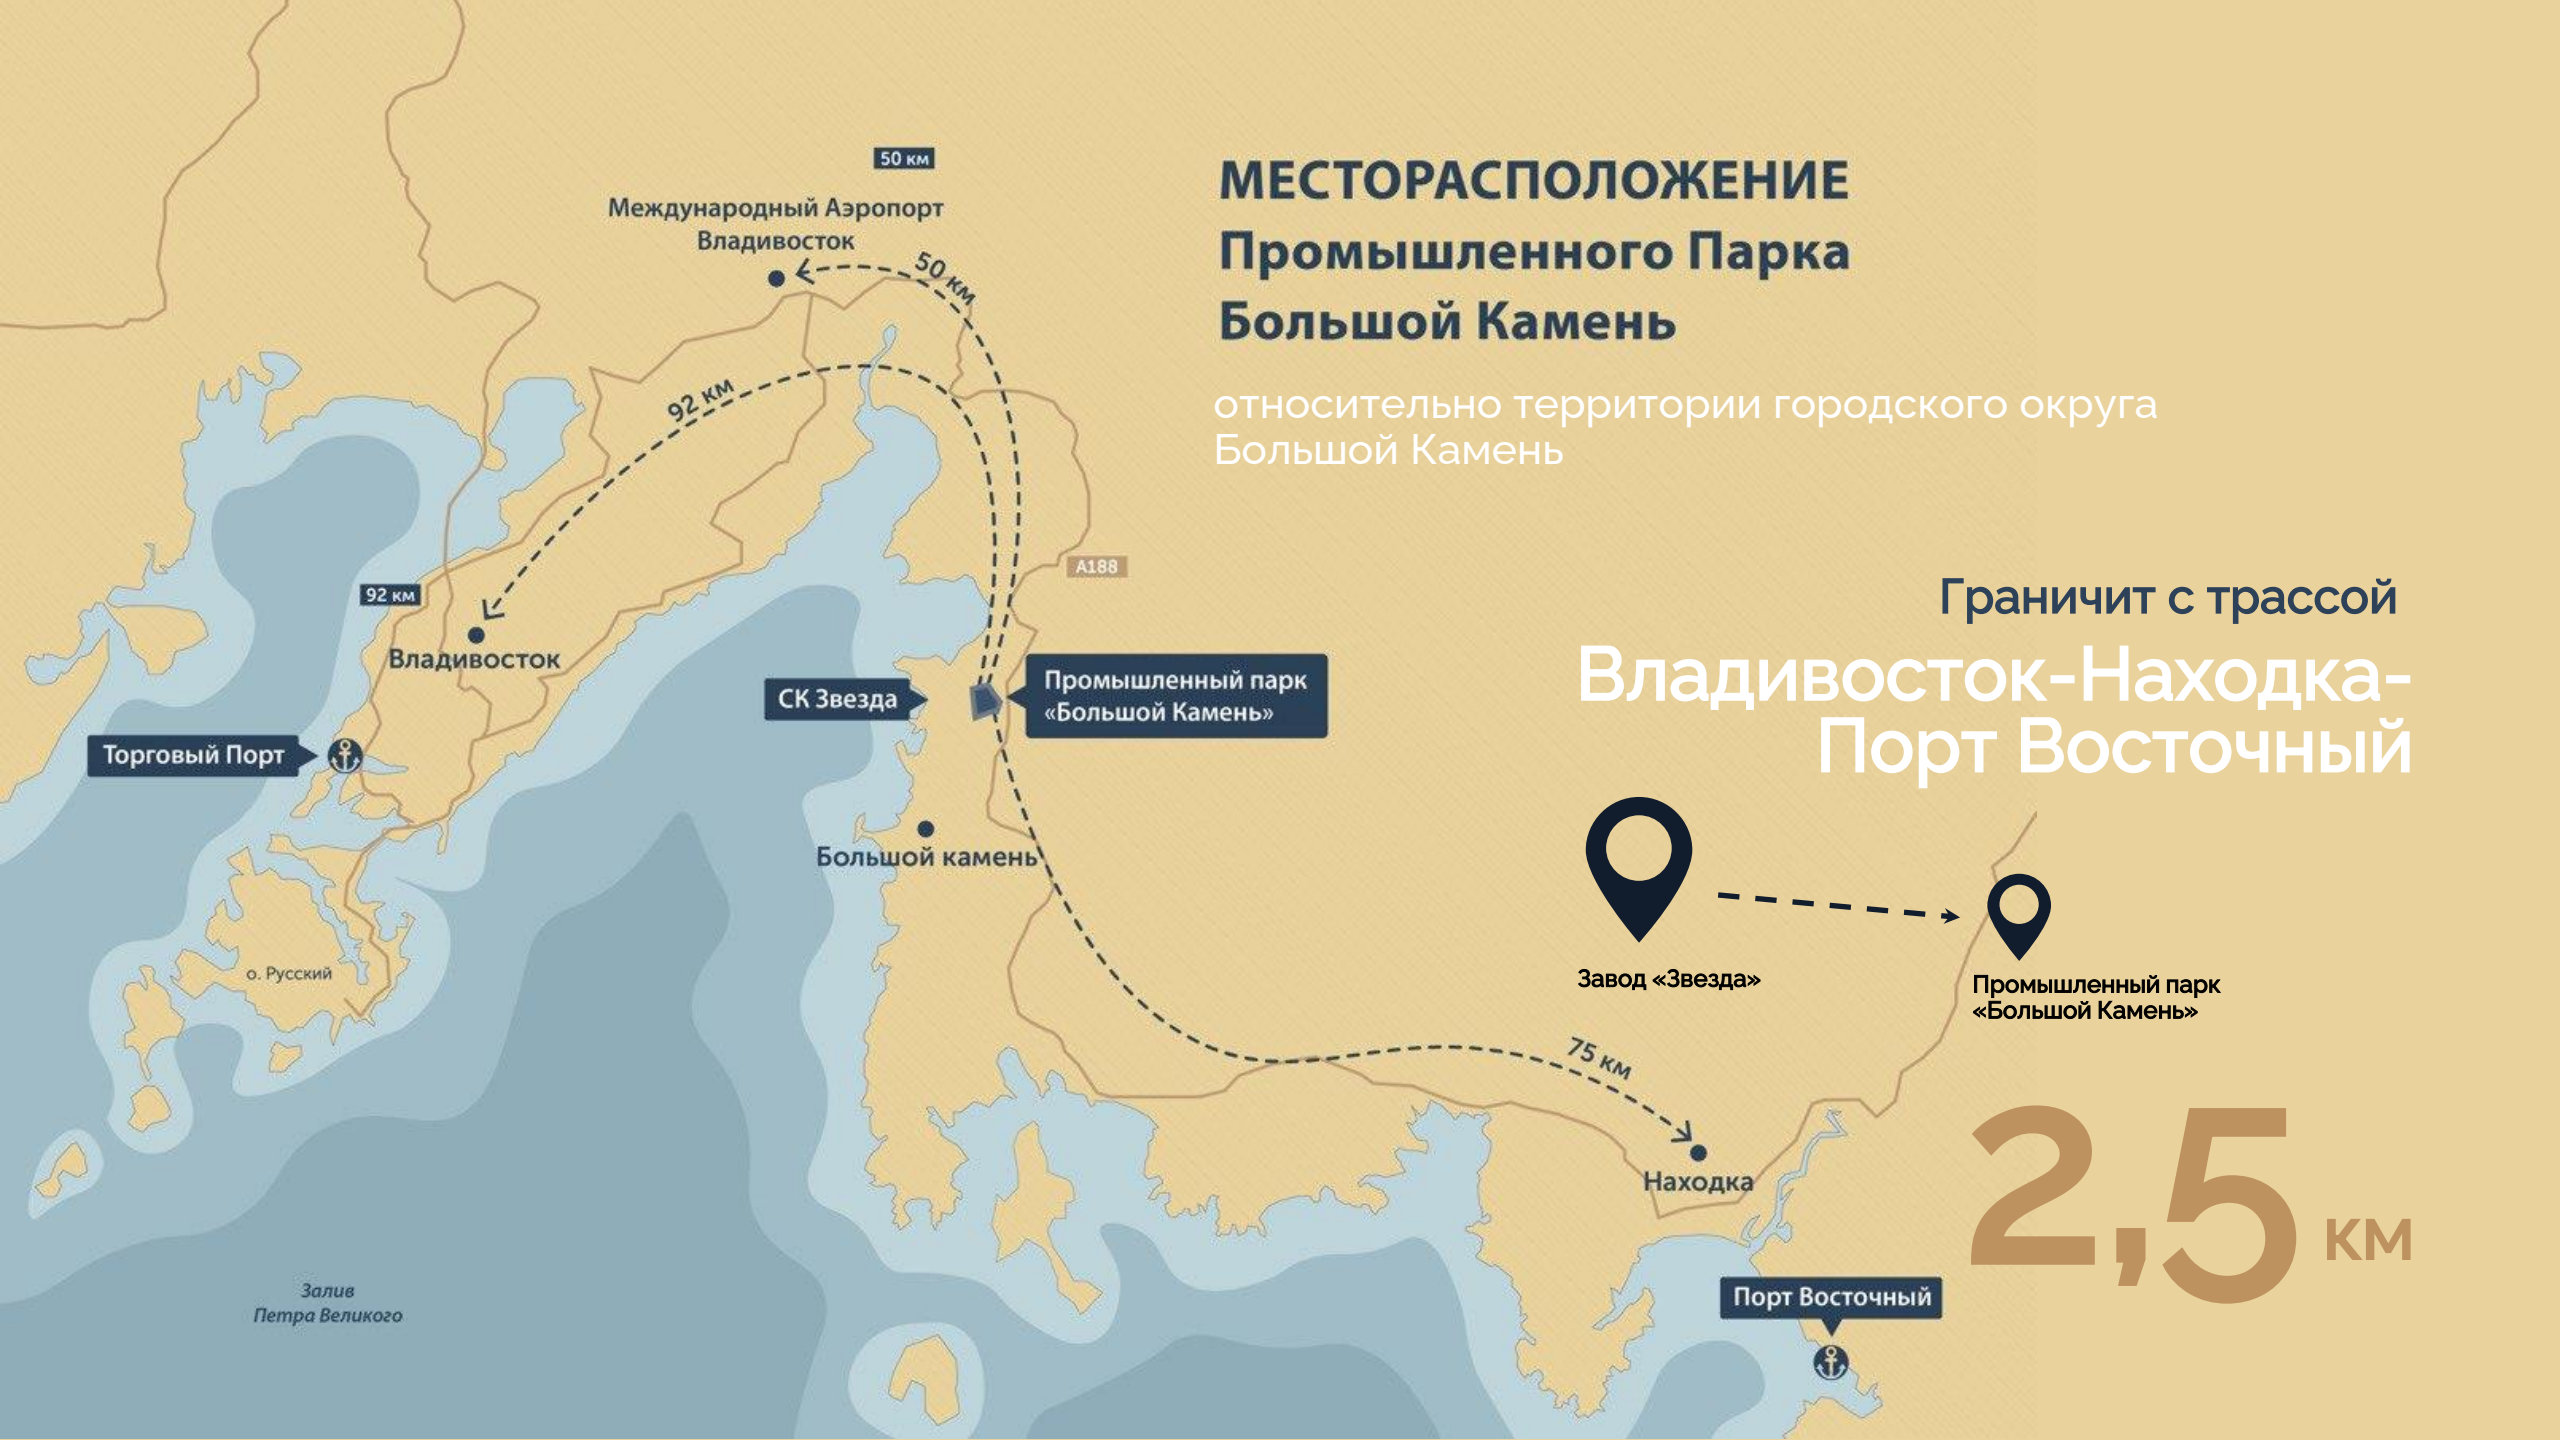 МЕСТОРАСПОЛОЖЕНИЕ
Промышленного Парка
Большой Камень
относительно территории городского округа
Большой Камень
50 км
Международный Аэропорт
Владивосток
50 км
92 км
А188
92 км
Владивосток
Граничит с трассой
Владивосток-Находка-
Порт Восточный
СК Звезда
Промышленный парк
«Большой Камень»
Торговый Порт
Большой камень
о. Русский
Завод «Звезда»
Промышленный парк
«Большой Камень»
75 км
Находка
2,5 км
Порт Восточный
Залив
Петра Великого